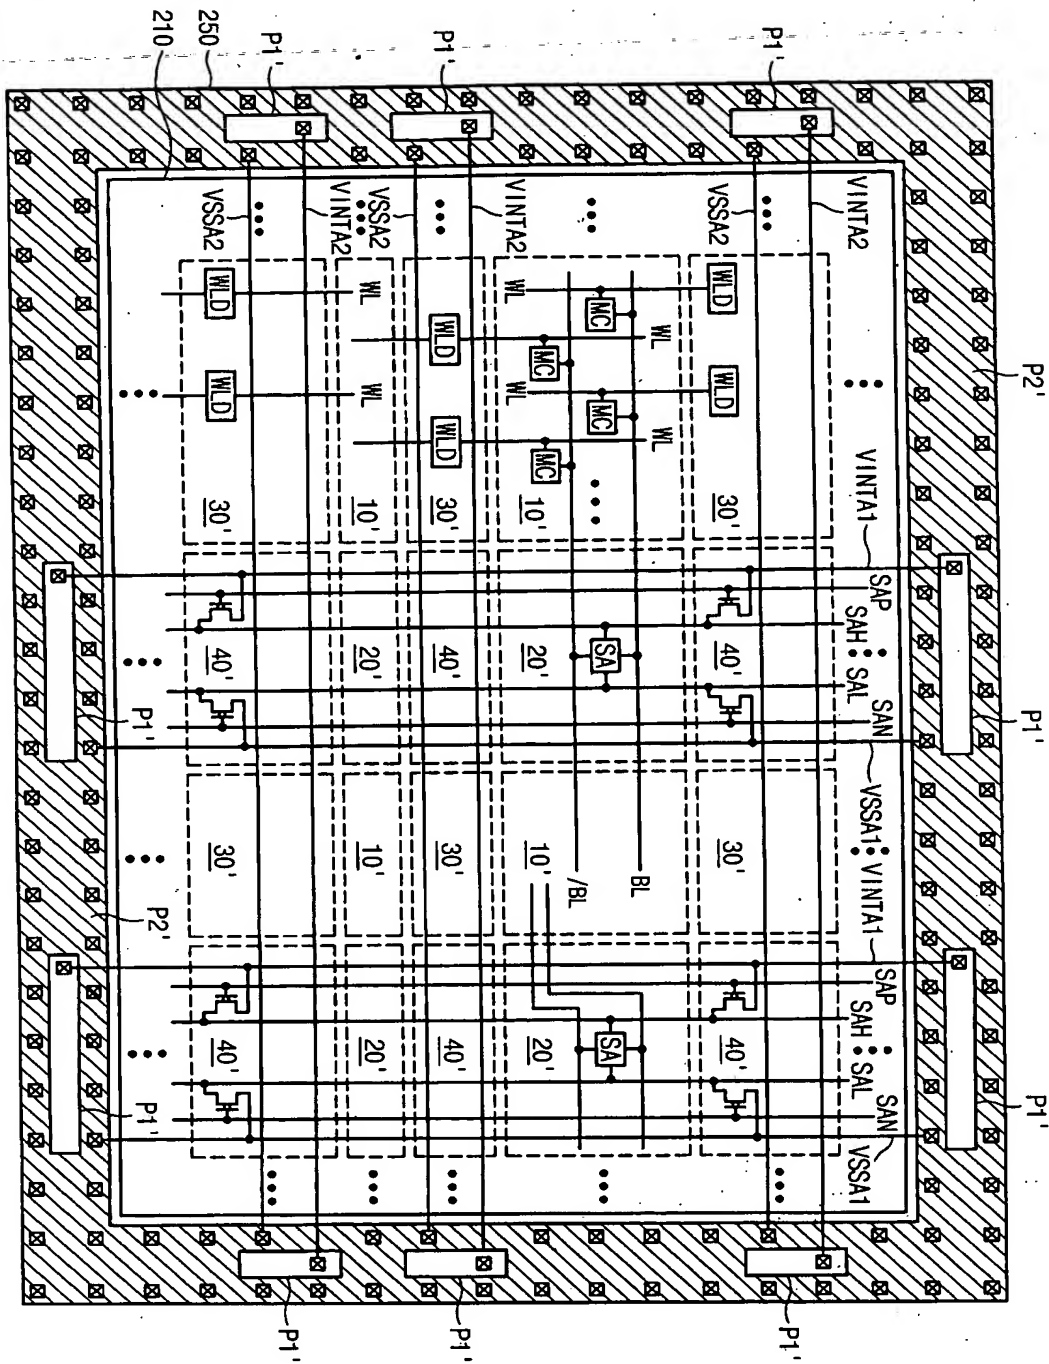 P2' P1' P1'
VINTA2 VINTA1 SAP SAH SAL SAN VSSA1 VINTA1 SAP SAH SAL SAN VSSA1
P1' P1'
VSSA2 WLD WLD 30' 40' 30' 40'
WL WL
BL
MC MC SA SA
/BL
MC MC 10' 20' 10' 20'
WL WL
VINTA2
P1' P1'
WLD WLD 30' 40' 30' 40'
VSSA2
WL WL 10' 20' 10' 20'
VINTA2
P1' P1'
VSSA2
WLD WLD 30' 40' 30' 40'
250
210
P1' P2' P1'